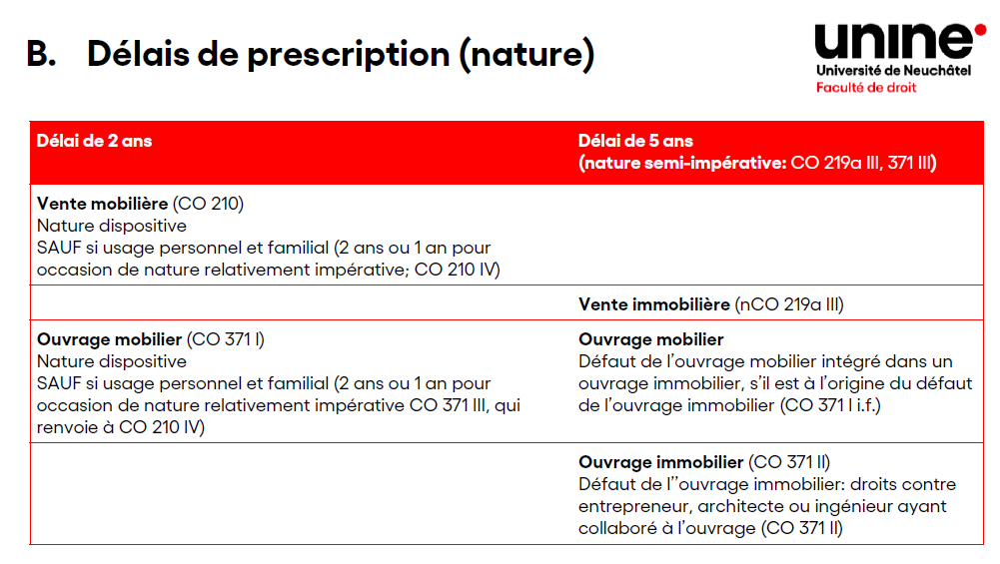 B. Délais de prescription (nature)
unine
Université de Neuchâtel
Faculté de droit
Délai de 2 ans
Délai de 5 ans
(nature semi-impérative: CO 219a III, 371 III)
Vente mobilière (CO 210)
Nature dispositive
SAUF si usage personnel et familial (2 ans ou 1 an pour
occasion de nature relativement impérative; CO 210 IV)
Vente immobilière (nCO 219a III)
Ouvrage mobilier (CO 371 I)
Nature dispositive
SAUF si usage personnel et familial (2 ans ou 1 an pour
occasion de nature relativement impérative CO 371 III, qui
renvoie à CO 210 IV)
Ouvrage mobilier
Défaut de l’ouvrage mobilier intégré dans un
ouvrage immobilier, s’il est à l’origine du défaut
de l’ouvrage immobilier (CO 371 I i.f.)
Ouvrage immobilier (CO 371 II)
Défaut de l’’ouvrage immobilier: droits contre
entrepreneur, architecte ou ingénieur ayant
collaboré à l’ouvrage (CO 371 II)